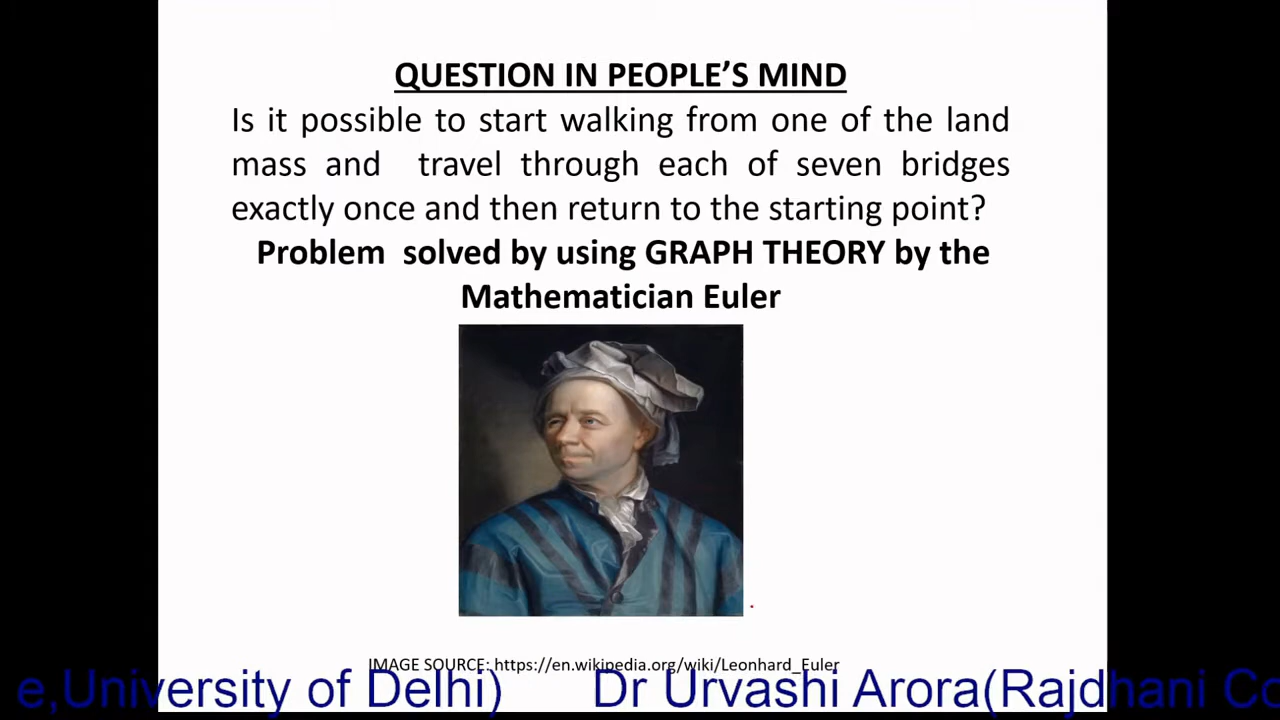 QUESTION IN PEOPLE'S MIND
Is it possible to start walking from one of the land
mass and travel through each of seven bridges
exactly once and then return to the starting point?
Problem solved by using GRAPH THEORY by the
Mathematician Euler
IMAGE SOURCE: https://en.wikipedia.org/wiki/Leonhard_Euler
e,University of Delhi) Dr Urvashi Arora(Rajdhani Co